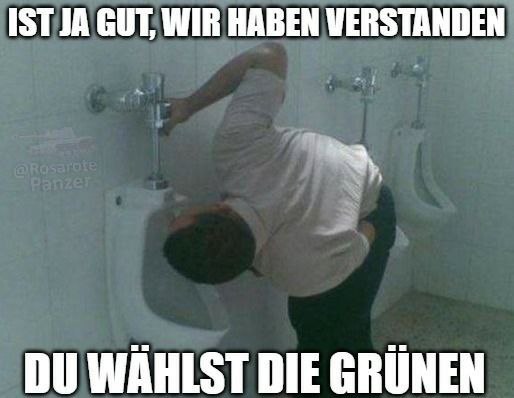 IST JA GUT, WIR HABEN VERSTANDEN
@Rosarote
Panzer
DU WÄHLST DIE GRÜNEN